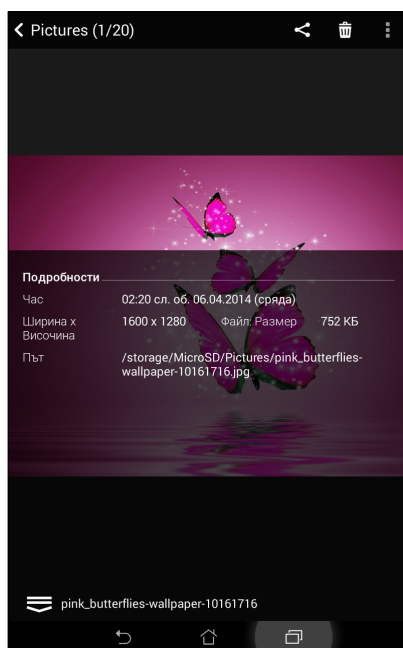 Pictures (1/20)
Подробности
Час 02:20 сл. об. 06.04.2014 (сряда)
Ширина x 1600 x 1280 Файл: Размер 752 КБ
Височина
Път /storage/MicroSD/Pictures/pink_butterflies-
wallpaper-10161716.jpg
pink_butterflies-wallpaper-10161716